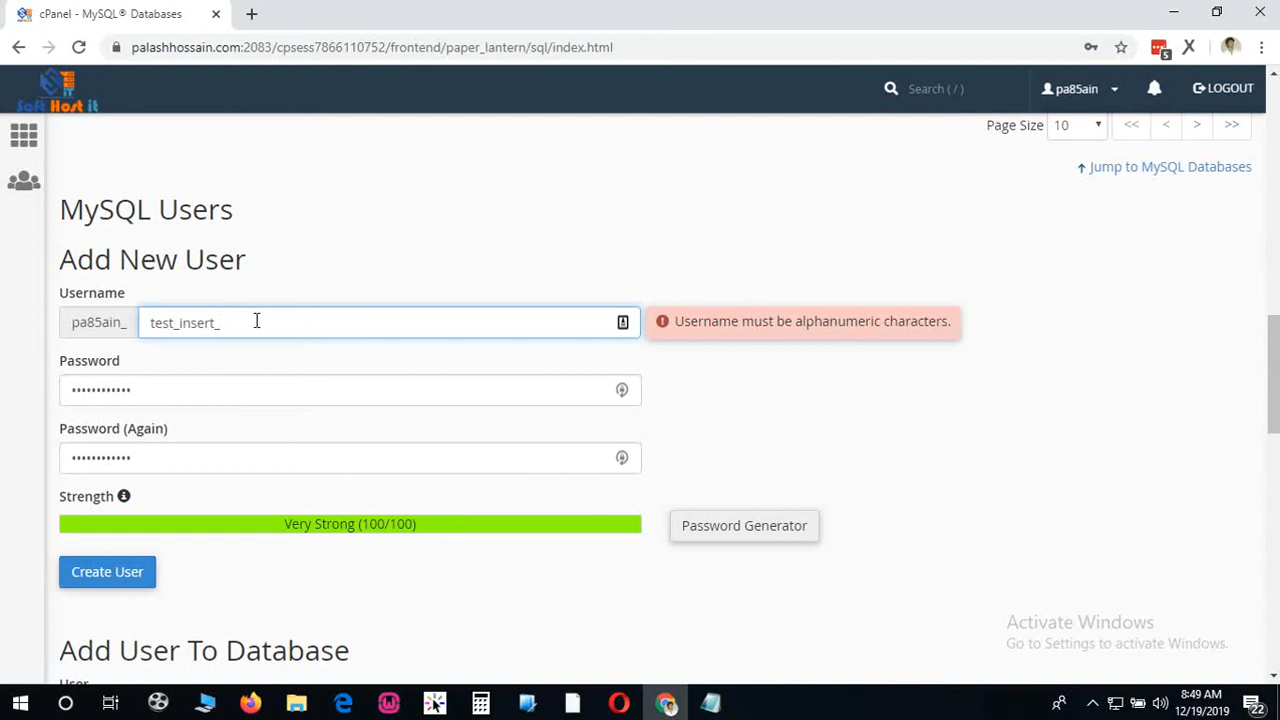 cPanel - MySQL® Databases
palashhossain.com:2083/cpsess7866110752/frontend/paper_lantern/sql/index.html
5
Soft Host it
Search ( / )
pa85ain
LOGOUT
Page Size 10 << < > >>
Jump to MySQL Databases
MySQL Users
Add New User
Username
pa85ain_ test_insert_
Username must be alphanumeric characters.
Password
Password (Again)
Strength
Very Strong (100/100)
Password Generator
Create User
Activate Windows
Go to Settings to activate Windows.
Add User To Database
User
8:49 AM
12/19/2019
22